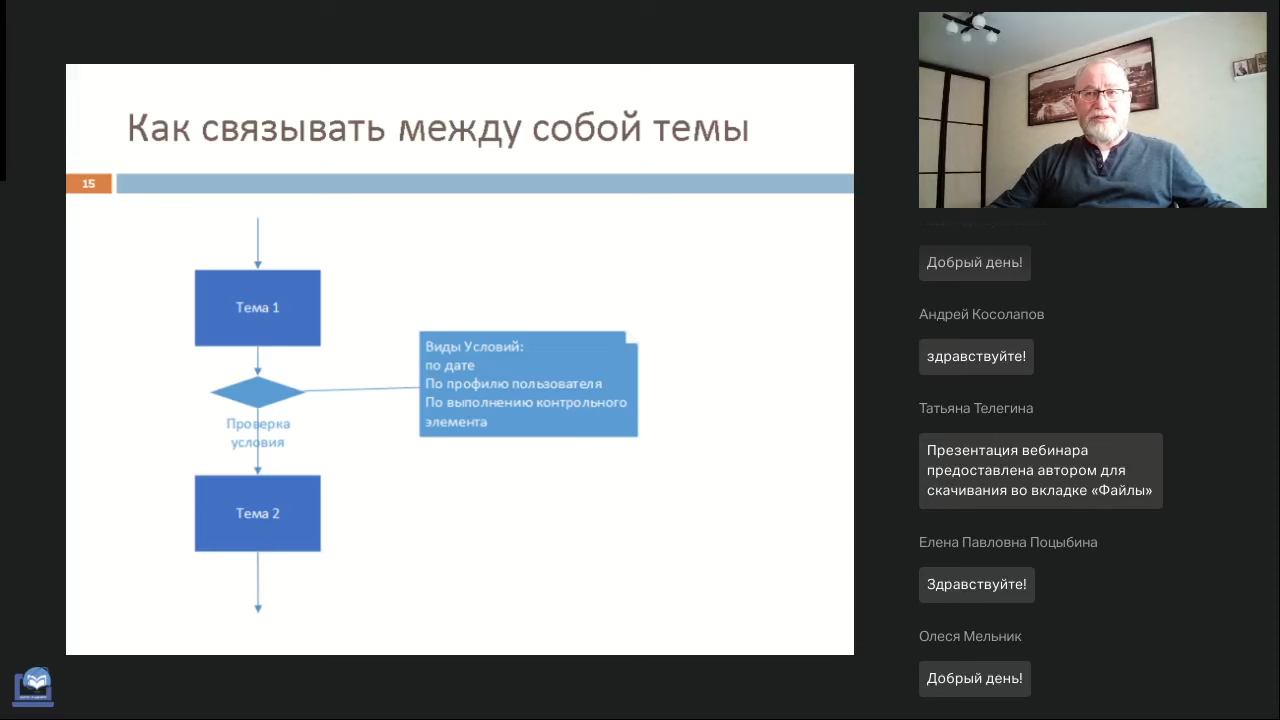 Как связывать между собой темы
15
Тема 1
Виды Условий:
по дате
По профилю пользователя
По выполнению контрольного
элемента
Проверка
условия
Тема 2
Добрый день!
Андрей Косолапов
здравствуйте!
Татьяна Телегина
Презентация вебинара
предоставлена автором для
скачивания во вкладке «Файлы»
Елена Павловна Поцыбина
Здравствуйте!
Олеся Мельник
Добрый день!